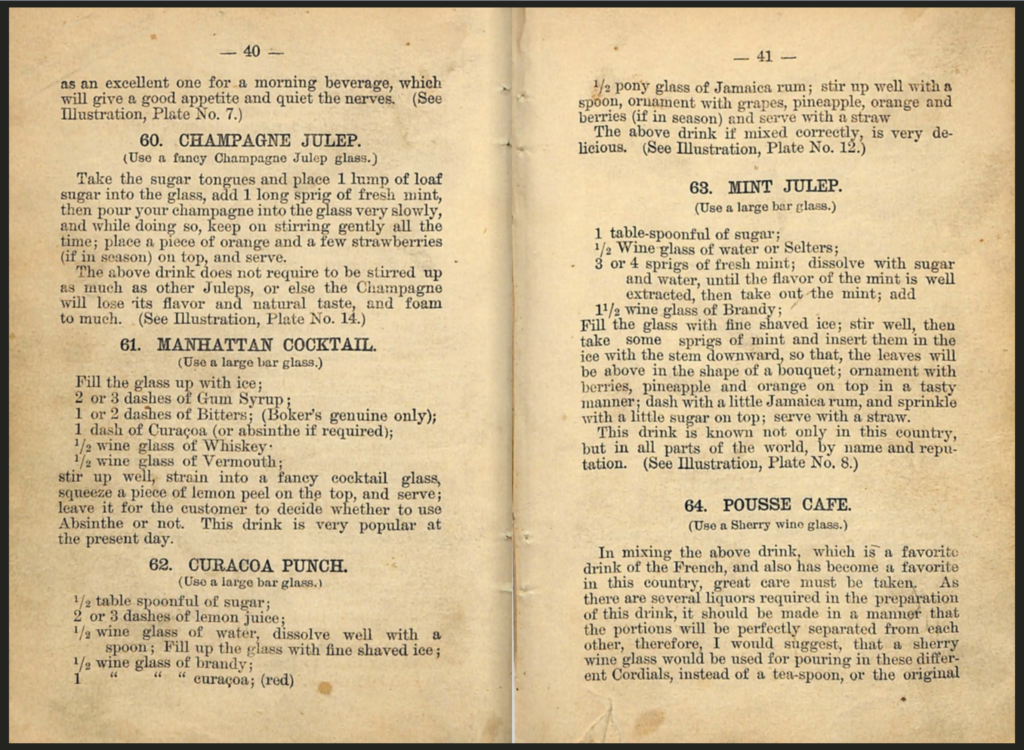 — 40 —
as an excellent one for a morning beverage, which
will give a good appetite and quiet the nerves. (See
Illustration, Plate No. 7.)
60. CHAMPAGNE JULEP.
(Use a fancy Champagne Julep glass.)
Take the sugar tongues and place 1 lump of loaf
sugar into the glass, add 1 long sprig of fresh mint,
then pour your champagne into the glass very slowly,
and while doing so, keep on stirring gently all the
time; place a piece of orange and a few strawberries
(if in season) on top, and serve.
The above drink does not require to be stirred up
as much as other Juleps, or else the Champagne
will lose its flavor and natural taste, and foam
to much. (See Illustration, Plate No. 14.)
61. MANHATTAN COCKTAIL.
(Use a large bar glass.)
Fill the glass up with ice;
2 or 3 dashes of Gum Syrup;
1 or 2 dashes of Bitters; (Boker's genuine only);
1 dash of Curaçoa (or absinthe if required);
1/2 wine glass of Whiskey;
1/2 wine glass of Vermouth;
stir up well, strain into a fancy cocktail glass,
squeeze a piece of lemon peel on the top, and serve;
leave it for the customer to decide whether to use
Absinthe or not. This drink is very popular at
the present day.
62. CURACOA PUNCH.
(Use a large bar glass.)
1/2 table spoonful of sugar;
2 or 3 dashes of lemon juice;
1/2 wine glass of water, dissolve well with a
spoon; Fill up the glass with fine shaved ice;
1/2 wine glass of brandy;
1 " " " curaçoa; (red)
— 41 —
1/2 pony glass of Jamaica rum; stir up well with a
spoon, ornament with grapes, pineapple, orange and
berries (if in season) and serve with a straw
The above drink if mixed correctly, is very de-
licious. (See Illustration, Plate No. 12.)
63. MINT JULEP.
(Use a large bar glass.)
1 table-spoonful of sugar;
1/2 Wine glass of water or Selters;
3 or 4 sprigs of fresh mint; dissolve with sugar
and water, until the flavor of the mint is well
extracted, then take out the mint; add
1 1/2 wine glass of Brandy;
Fill the glass with fine shaved ice; stir well, then
take some sprigs of mint and insert them in the
ice with the stem downward, so that, the leaves will
be above in the shape of a bouquet; ornament with
berries, pineapple and orange on top in a tasty
manner; dash with a little Jamaica rum, and sprinkle
with a little sugar on top; serve with a straw.
This drink is known not only in this country,
but in all parts of the world, by name and repu-
tation. (See Illustration, Plate No. 8.)
64. POUSSE CAFE.
(Use a Sherry wine glass.)
In mixing the above drink, which is a favorite
drink of the French, and also has become a favorite
in this country, great care must be taken. As
there are several liquors required in the preparation
of this drink, it should be made in a manner that
the portions will be perfectly separated from each
other, therefore, I would suggest, that a sherry
wine glass would be used for pouring in these differ-
ent Cordials, instead of a tea-spoon, or the original